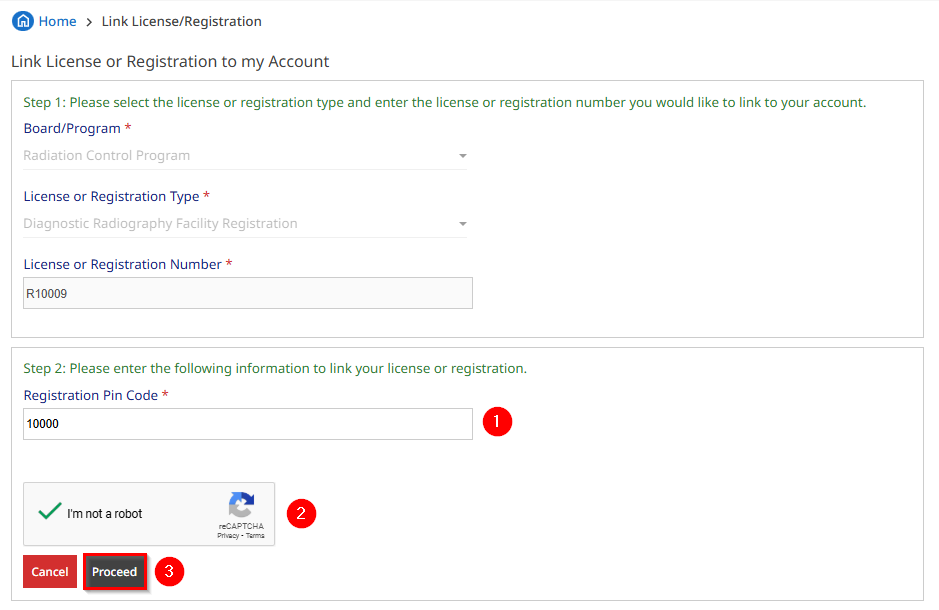 Home > Link License/Registration
Link License or Registration to my Account
Step 1: Please select the license or registration type and enter the license or registration number you would like to link to your account.
Board/Program *
Radiation Control Program
License or Registration Type *
Diagnostic Radiography Facility Registration
License or Registration Number *
R10009
Step 2: Please enter the following information to link your license or registration.
Registration Pin Code *
10000
1
I'm not a robot
reCAPTCHA
Privacy - Terms
2
Cancel
Proceed
3